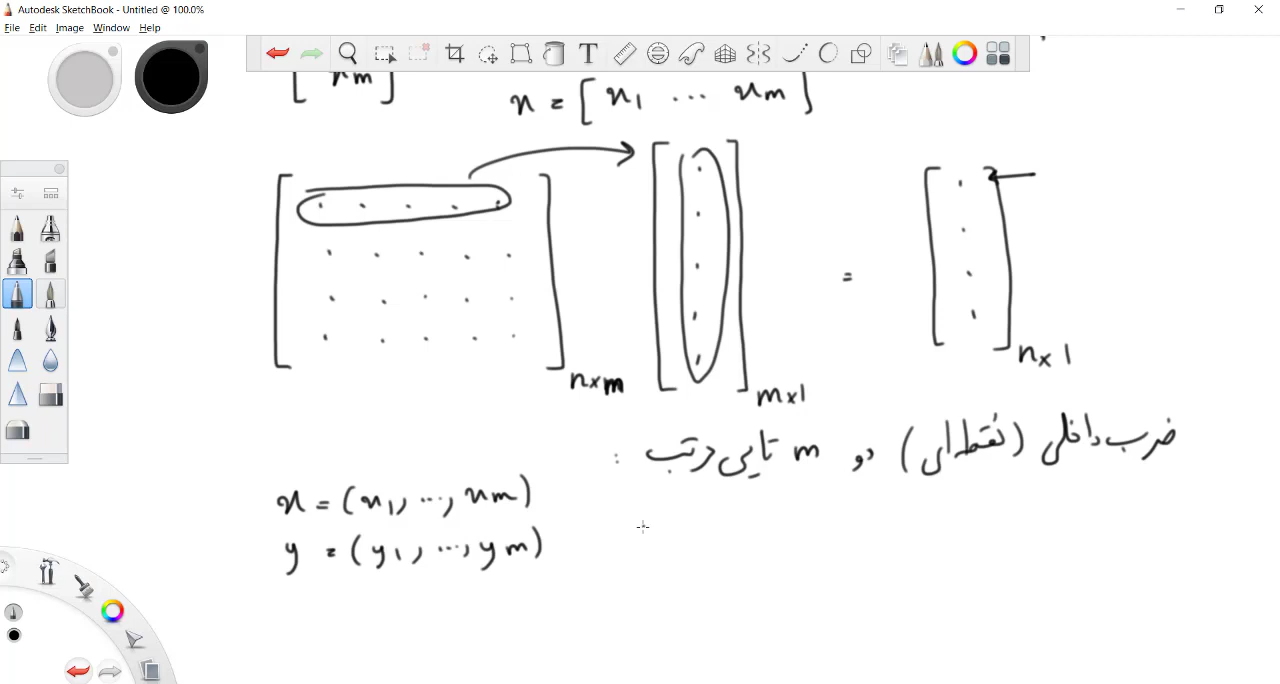 Autodesk SketchBook - Untitled @ 100.0%
File Edit Image Window Help
[xm]
x = [x1 ... xm]
n×m
m×1
=
n×1
ضرب داخلی (نقطه‌ای) دو m تایی مرتب :
x = (x1, ..., xm)
y = (y1, ..., ym)